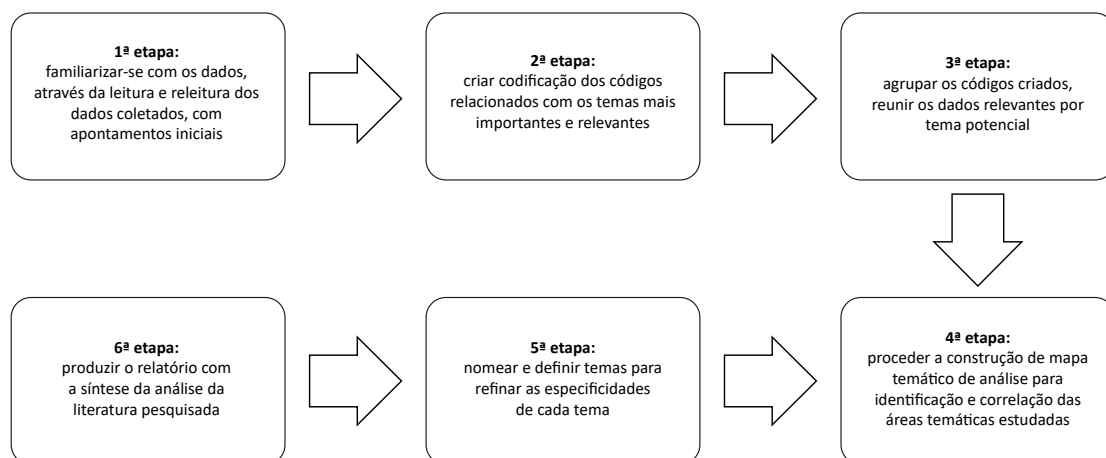 1ª etapa:
familiarizar-se com os dados,
através da leitura e releitura dos
dados coletados, com
apontamentos iniciais
2ª etapa:
criar codificação dos códigos
relacionados com os temas mais
importantes e relevantes
3ª etapa:
agrupar os códigos criados,
reunir os dados relevantes por
tema potencial
4ª etapa:
proceder a construção de mapa
temático de análise para
identificação e correlação das
áreas temáticas estudadas
5ª etapa:
nomear e definir temas para
refinar as especificidades
de cada tema
6ª etapa:
produzir o relatório com
a síntese da análise da
literatura pesquisada